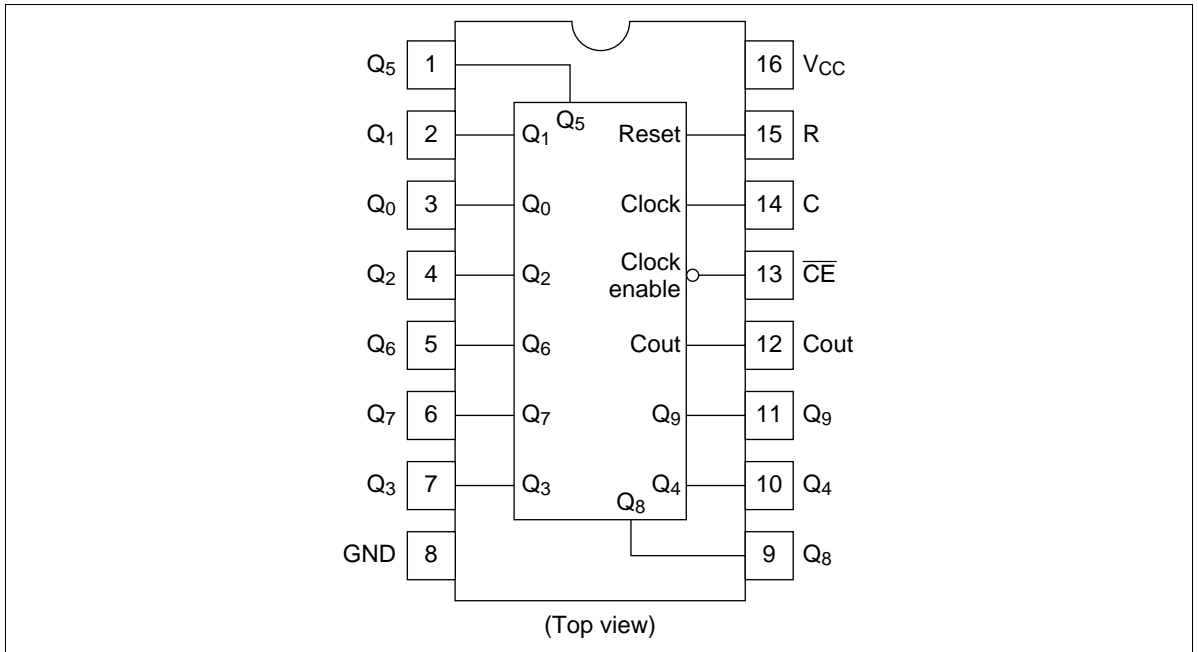 Q5 1 16 VCC
Q5
Q1 2 Q1 Reset 15 R
Q0 3 Q0 Clock 14 C
Q2 4 Q2 Clock enable 13 C̅E̅
Q6 5 Q6 Cout 12 Cout
Q7 6 Q7 Q9 11 Q9
Q3 7 Q3 Q4 10 Q4
Q8
GND 8 9 Q8
(Top view)